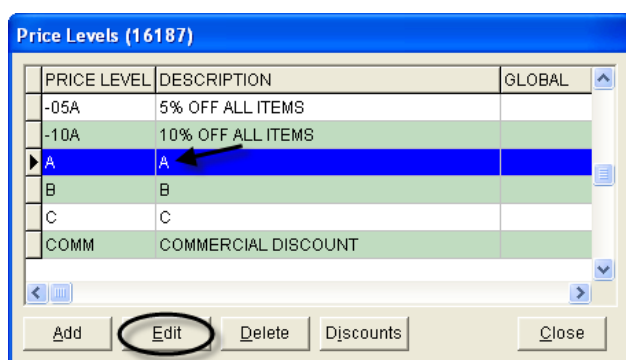 Price Levels (16187)
PRICE LEVEL DESCRIPTION GLOBAL
-05A 5% OFF ALL ITEMS
-10A 10% OFF ALL ITEMS
A A
B B
C C
COMM COMMERCIAL DISCOUNT
Add Edit Delete Discounts Close